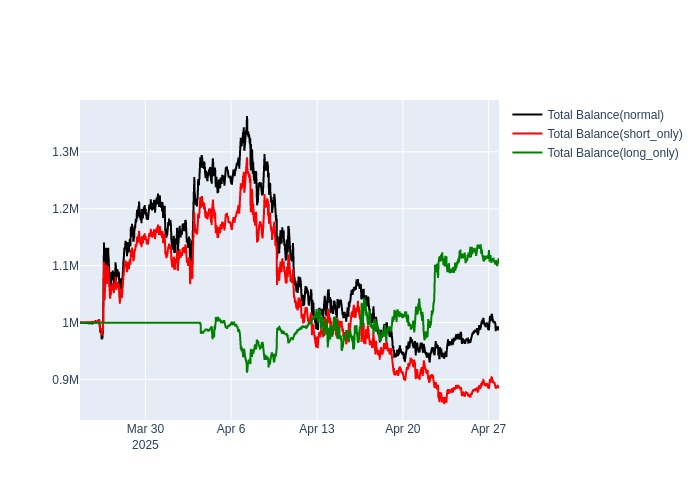 Total Balance(normal)
Total Balance(short_only)
Total Balance(long_only)
1.3M
1.2M
1.1M
1M
0.9M
Mar 30
2025
Apr 6
Apr 13
Apr 20
Apr 27